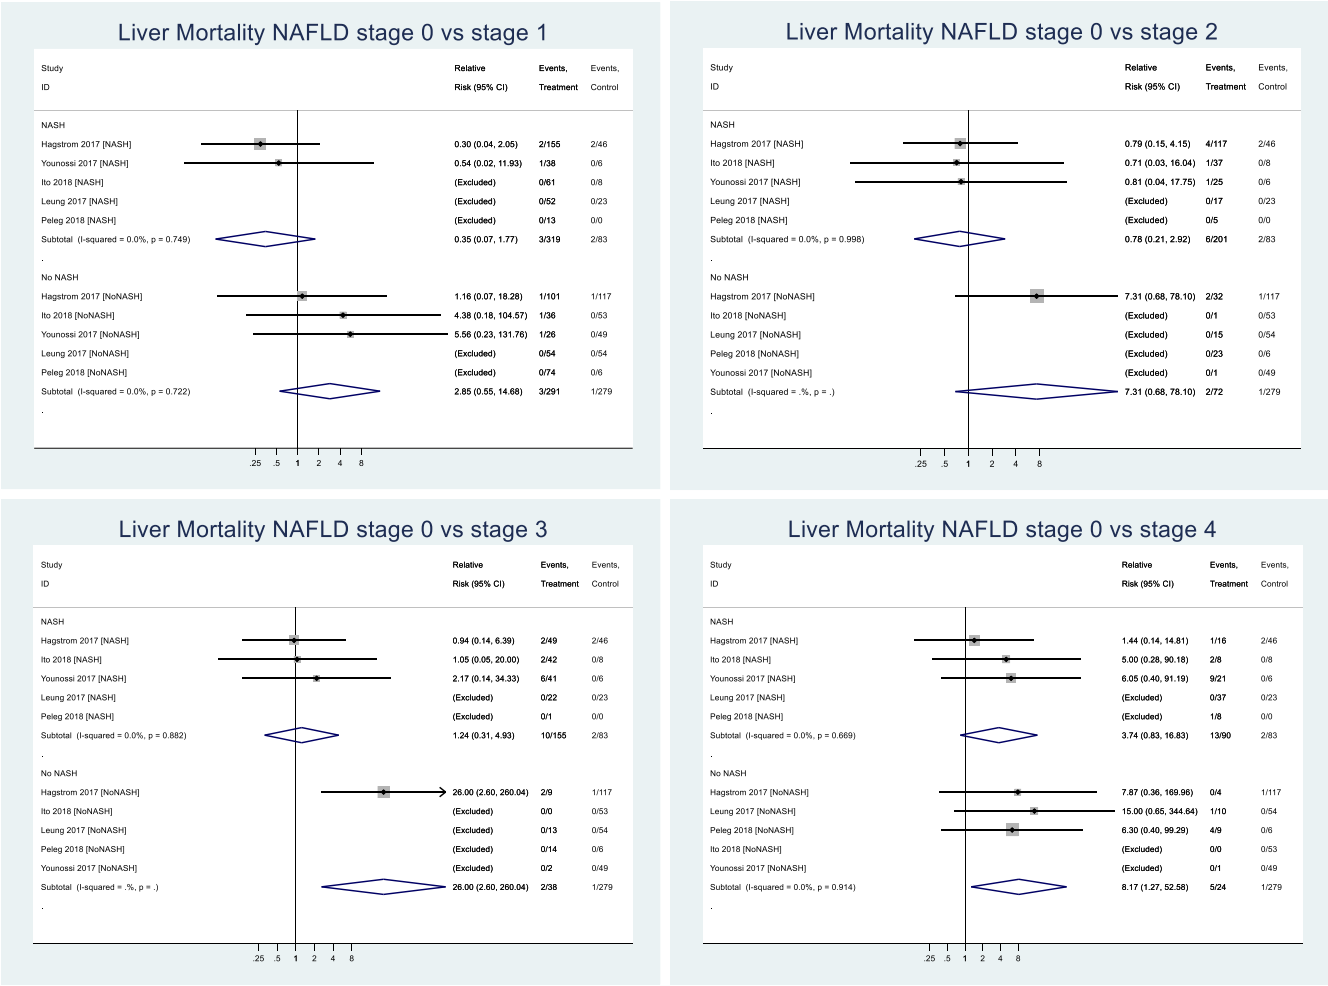 Liver Mortality NAFLD stage 0 vs stage 1
Study Relative Events, Events,
ID Risk (95% CI) Treatment Control
NASH
Hagstrom 2017 [NASH] 0.30 (0.04, 2.05) 2/155 2/46
Younossi 2017 [NASH] 0.54 (0.02, 11.93) 1/38 0/6
Ito 2018 [NASH] (Excluded) 0/61 0/8
Leung 2017 [NASH] (Excluded) 0/52 0/23
Peleg 2018 [NASH] (Excluded) 0/13 0/0
Subtotal (I-squared = 0.0%, p = 0.749) 0.35 (0.07, 1.77) 3/319 2/83
.
No NASH
Hagstrom 2017 [NoNASH] 1.16 (0.07, 18.28) 1/101 1/117
Ito 2018 [NoNASH] 4.38 (0.18, 104.57) 1/36 0/53
Younossi 2017 [NoNASH] 5.56 (0.23, 131.76) 1/26 0/49
Leung 2017 [NoNASH] (Excluded) 0/54 0/54
Peleg 2018 [NoNASH] (Excluded) 0/74 0/6
Subtotal (I-squared = 0.0%, p = 0.722) 2.85 (0.55, 14.68) 3/291 1/279
.
.25 .5 1 2 4 8
Liver Mortality NAFLD stage 0 vs stage 2
Study Relative Events, Events,
ID Risk (95% CI) Treatment Control
NASH
Hagstrom 2017 [NASH] 0.79 (0.15, 4.15) 4/117 2/46
Ito 2018 [NASH] 0.71 (0.03, 16.04) 1/37 0/8
Younossi 2017 [NASH] 0.81 (0.04, 17.75) 1/25 0/6
Leung 2017 [NASH] (Excluded) 0/17 0/23
Peleg 2018 [NASH] (Excluded) 0/5 0/0
Subtotal (I-squared = 0.0%, p = 0.998) 0.78 (0.21, 2.92) 6/201 2/83
.
No NASH
Hagstrom 2017 [NoNASH] 7.31 (0.68, 78.10) 2/32 1/117
Ito 2018 [NoNASH] (Excluded) 0/1 0/53
Leung 2017 [NoNASH] (Excluded) 0/15 0/54
Peleg 2018 [NoNASH] (Excluded) 0/23 0/6
Younossi 2017 [NoNASH] (Excluded) 0/1 0/49
Subtotal (I-squared = .%, p = .) 7.31 (0.68, 78.10) 2/72 1/279
.
.25 .5 1 2 4 8
Liver Mortality NAFLD stage 0 vs stage 3
Study Relative Events, Events,
ID Risk (95% CI) Treatment Control
NASH
Hagstrom 2017 [NASH] 0.94 (0.14, 6.39) 2/49 2/46
Ito 2018 [NASH] 1.05 (0.05, 20.00) 2/42 0/8
Younossi 2017 [NASH] 2.17 (0.14, 34.33) 6/41 0/6
Leung 2017 [NASH] (Excluded) 0/22 0/23
Peleg 2018 [NASH] (Excluded) 0/1 0/0
Subtotal (I-squared = 0.0%, p = 0.882) 1.24 (0.31, 4.93) 10/155 2/83
.
No NASH
Hagstrom 2017 [NoNASH] 26.00 (2.60, 260.04) 2/9 1/117
Ito 2018 [NoNASH] (Excluded) 0/0 0/53
Leung 2017 [NoNASH] (Excluded) 0/13 0/54
Peleg 2018 [NoNASH] (Excluded) 0/14 0/6
Younossi 2017 [NoNASH] (Excluded) 0/2 0/49
Subtotal (I-squared = .%, p = .) 26.00 (2.60, 260.04) 2/38 1/279
.
.25 .5 1 2 4 8
Liver Mortality NAFLD stage 0 vs stage 4
Study Relative Events, Events,
ID Risk (95% CI) Treatment Control
NASH
Hagstrom 2017 [NASH] 1.44 (0.14, 14.81) 1/16 2/46
Ito 2018 [NASH] 5.00 (0.28, 90.18) 2/8 0/8
Younossi 2017 [NASH] 6.05 (0.40, 91.19) 9/21 0/6
Leung 2017 [NASH] (Excluded) 0/37 0/23
Peleg 2018 [NASH] (Excluded) 1/8 0/0
Subtotal (I-squared = 0.0%, p = 0.669) 3.74 (0.83, 16.83) 13/90 2/83
.
No NASH
Hagstrom 2017 [NoNASH] 7.87 (0.36, 169.96) 0/4 1/117
Leung 2017 [NoNASH] 15.00 (0.65, 344.64) 1/10 0/54
Peleg 2018 [NoNASH] 6.30 (0.40, 99.29) 4/9 0/6
Ito 2018 [NoNASH] (Excluded) 0/0 0/53
Younossi 2017 [NoNASH] (Excluded) 0/1 0/49
Subtotal (I-squared = 0.0%, p = 0.914) 8.17 (1.27, 52.58) 5/24 1/279
.
.25 .5 1 2 4 8